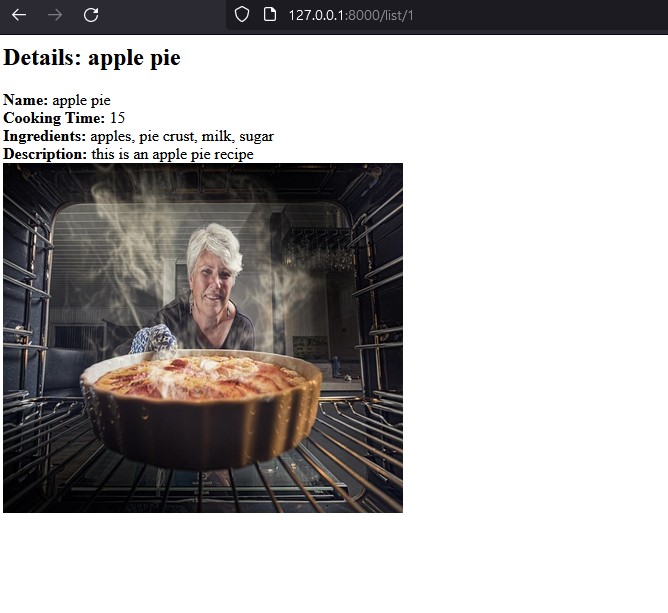 127.0.0.1:8000/list/1
Details: apple pie
Name: apple pie
Cooking Time: 15
Ingredients: apples, pie crust, milk, sugar
Description: this is an apple pie recipe